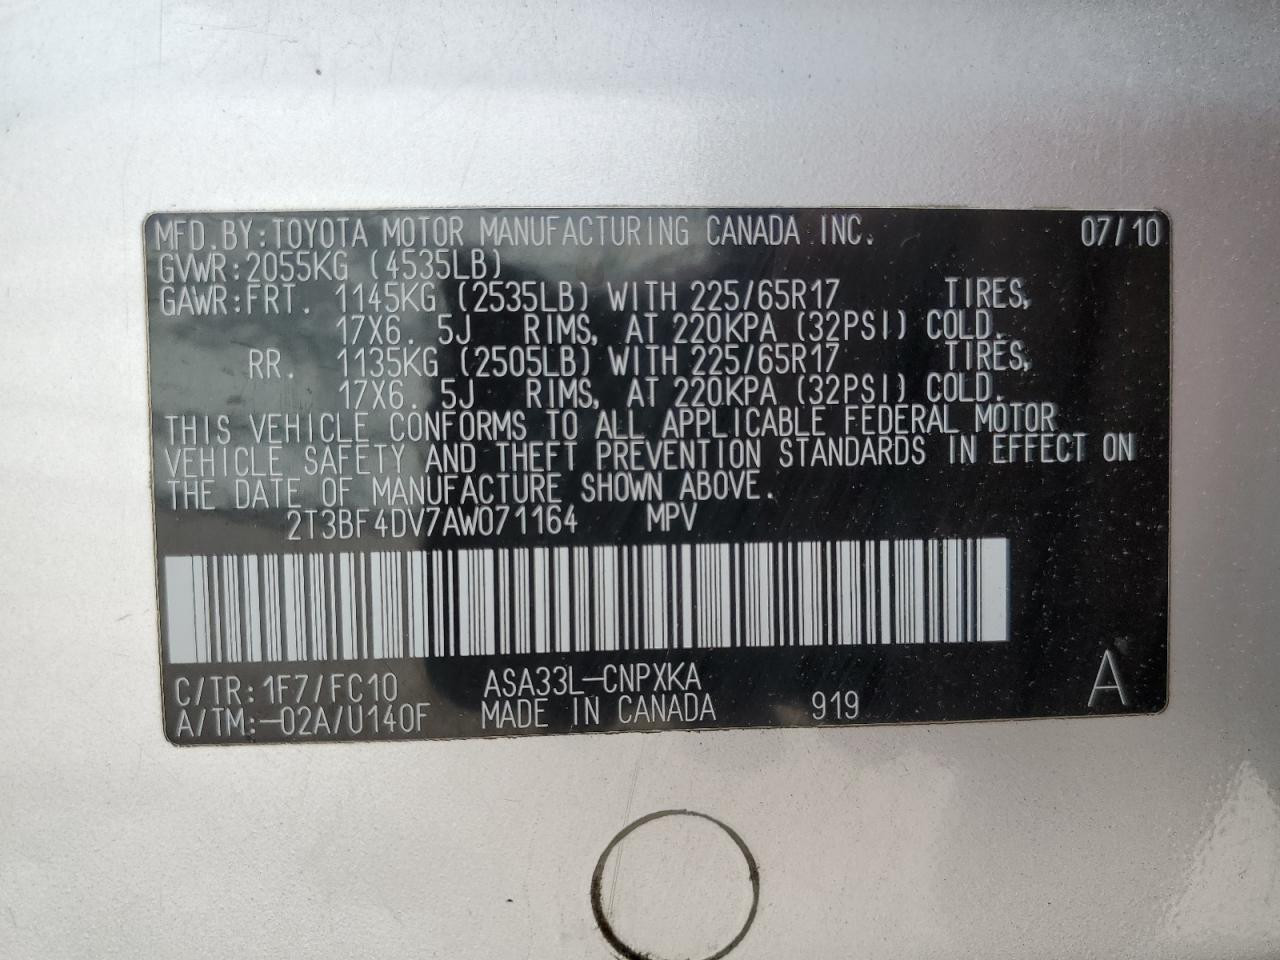 MFD.BY:TOYOTA MOTOR MANUFACTURING CANADA INC. 07/10
GVWR:2055KG (4535LB)
GAWR:FRT. 1145KG (2535LB) WITH 225/65R17 TIRES,
17X6. 5J RIMS, AT 220KPA (32PSI) COLD.
RR. 1135KG (2505LB) WITH 225/65R17 TIRES,
17X6. 5J RIMS, AT 220KPA (32PSI) COLD.
THIS VEHICLE CONFORMS TO ALL APPLICABLE FEDERAL MOTOR
VEHICLE SAFETY AND THEFT PREVENTION STANDARDS IN EFFECT ON
THE DATE OF MANUFACTURE SHOWN ABOVE.
2T3BF4DV7AW071164 MPV
C/TR:1F7/FC10 ASA33L-CNPXKA A
A/TM:-02A/U140F MADE IN CANADA 919